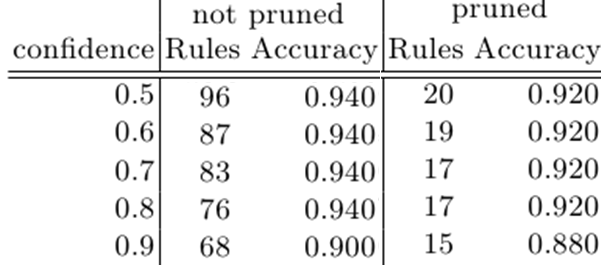 not pruned pruned
confidence Rules Accuracy Rules Accuracy
0.5 96 0.940 20 0.920
0.6 87 0.940 19 0.920
0.7 83 0.940 17 0.920
0.8 76 0.940 17 0.920
0.9 68 0.900 15 0.880